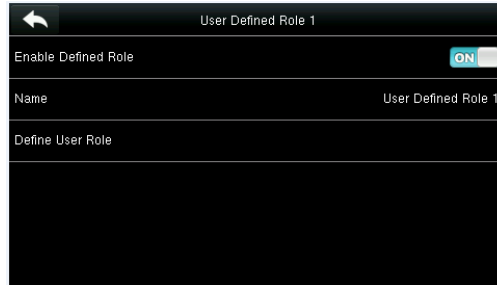 User Defined Role 1
Enable Defined Role ON
Name User Defined Role 1
Define User Role